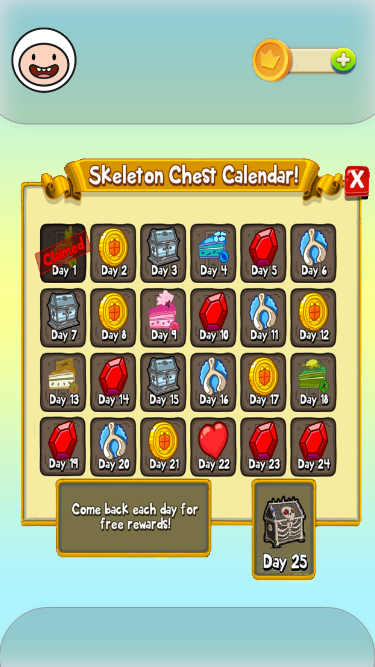 Skeleton Chest Calendar!
X
Claimed
Day 1
Day 2
Day 3
Day 4
Day 5
Day 6
Day 7
Day 8
Day 9
Day 10
Day 11
Day 12
Day 13
Day 14
Day 15
Day 16
Day 17
Day 18
Day 19
Day 20
Day 21
Day 22
Day 23
Day 24
Come back each day for
free rewards!
Day 25